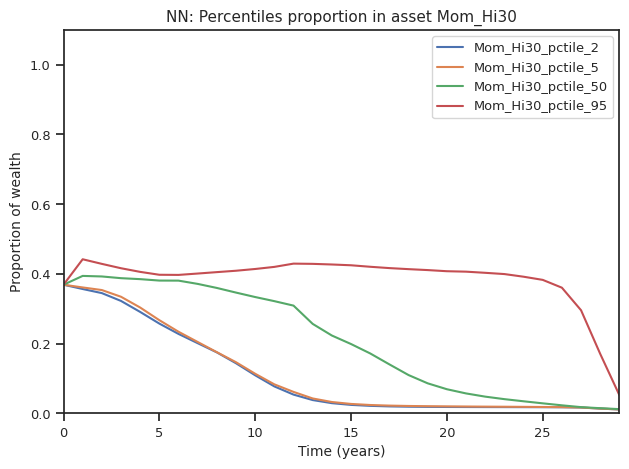 NN: Percentiles proportion in asset Mom_Hi30
Mom_Hi30_pctile_2
Mom_Hi30_pctile_5
Mom_Hi30_pctile_50
Mom_Hi30_pctile_95
Proportion of wealth
1.0
0.8
0.6
0.4
0.2
0.0
0 5 10 15 20 25
Time (years)